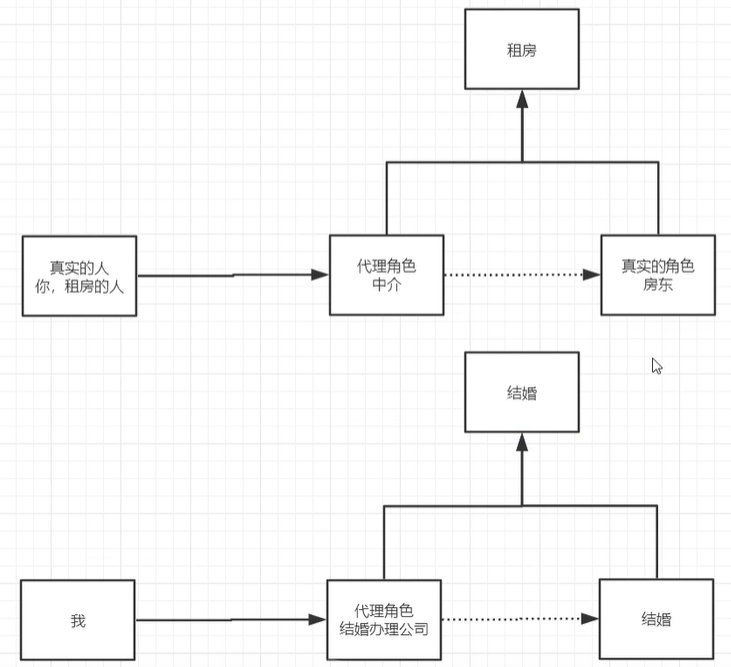 租房
真实的人
你，租房的人
代理角色
中介
真实的角色
房东
结婚
我
代理角色
结婚办理公司
结婚